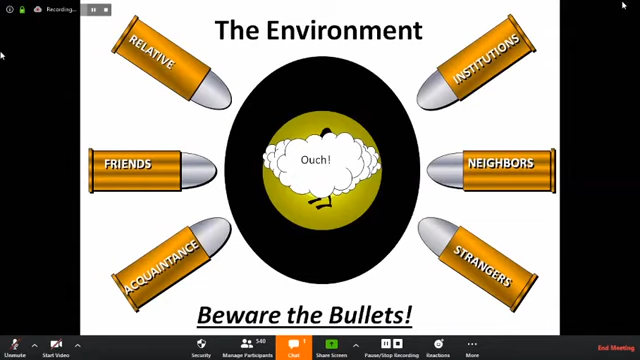 Recording...
The Environment
RELATIVE
INSTITUTIONS
Ouch!
FRIENDS
NEIGHBORS
ACQUAINTANCE
STRANGERS
Beware the Bullets!
540
1
Unmute
Start Video
Security
Manage Participants
Chat
Share Screen
Pause/Stop Recording
Reactions
More
End Meeting